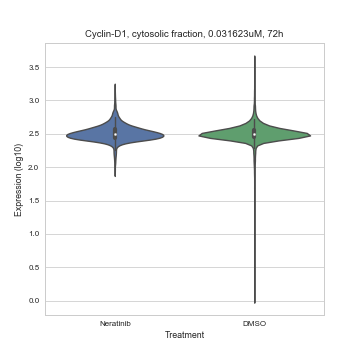 Cyclin-D1, cytosolic fraction, 0.031623uM, 72h
3.5
3.0
2.5
2.0
1.5
1.0
0.5
0.0
Expression (log10)
Neratinib
DMSO
Treatment